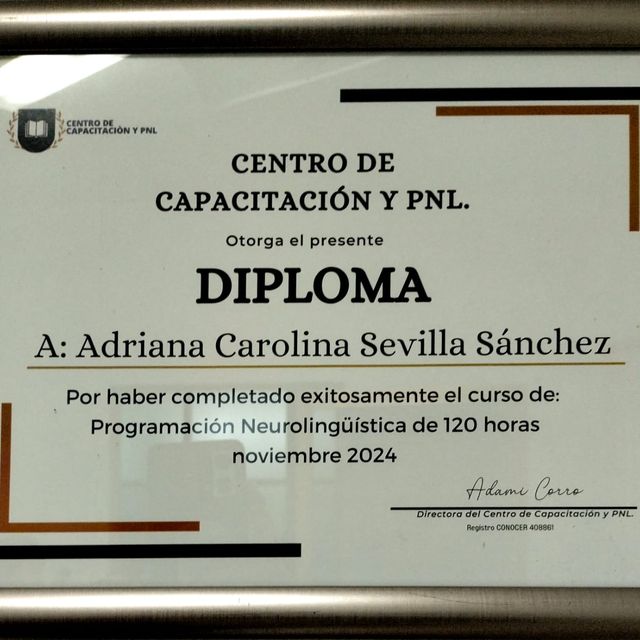 CENTRO DE
CAPACITACIÓN Y PNL
CENTRO DE
CAPACITACIÓN Y PNL.
Otorga el presente
DIPLOMA
A: Adriana Carolina Sevilla Sánchez
Por haber completado exitosamente el curso de:
Programación Neurolingüística de 120 horas
noviembre 2024
Adami Corro
Directora del Centro de Capacitación y PNL.
Registro CONOCER 408861